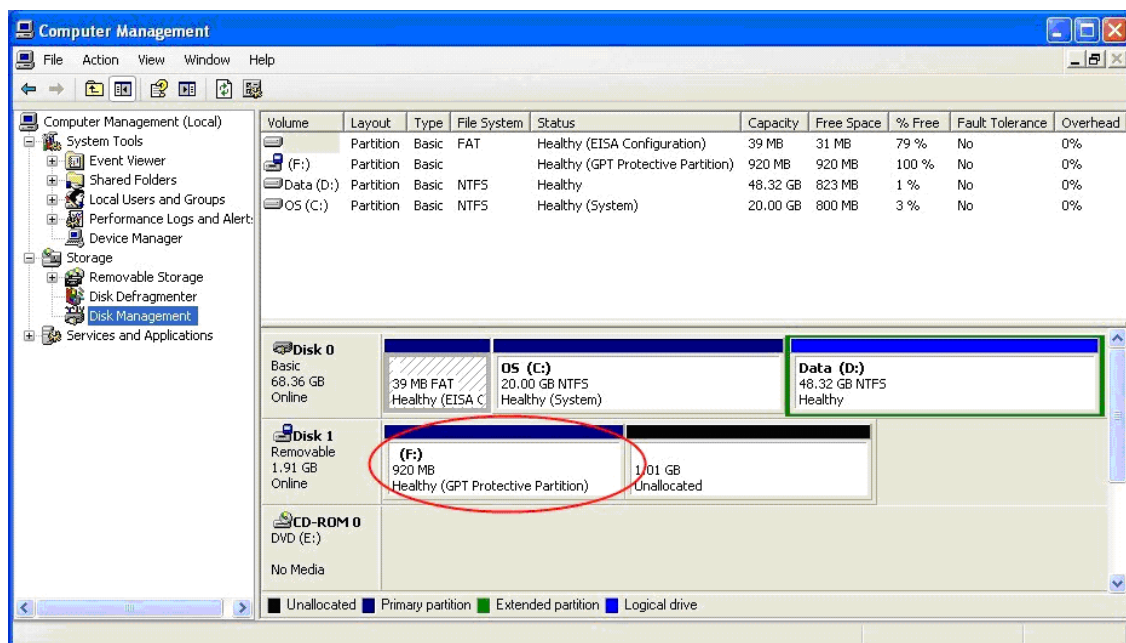 Computer Management
File Action View Window Help
Computer Management (Local)
System Tools
Event Viewer
Shared Folders
Local Users and Groups
Performance Logs and Alert
Device Manager
Storage
Removable Storage
Disk Defragmenter
Disk Management
Services and Applications
Volume Layout Type File System Status Capacity Free Space % Free Fault Tolerance Overhead
Partition Basic FAT Healthy (EISA Configuration) 39 MB 31 MB 79 % No 0%
(F:) Partition Basic Healthy (GPT Protective Partition) 920 MB 920 MB 100 % No 0%
Data (D:) Partition Basic NTFS Healthy 48.32 GB 823 MB 1 % No 0%
OS (C:) Partition Basic NTFS Healthy (System) 20.00 GB 800 MB 3 % No 0%
Disk 0
Basic
68.36 GB
Online
39 MB FAT
Healthy (EISA C
OS (C:)
20.00 GB NTFS
Healthy (System)
Data (D:)
48.32 GB NTFS
Healthy
Disk 1
Removable
1.91 GB
Online
(F:)
920 MB
Healthy (GPT Protective Partition)
1.01 GB
Unallocated
CD-ROM 0
DVD (E:)
No Media
Unallocated Primary partition Extended partition Logical drive